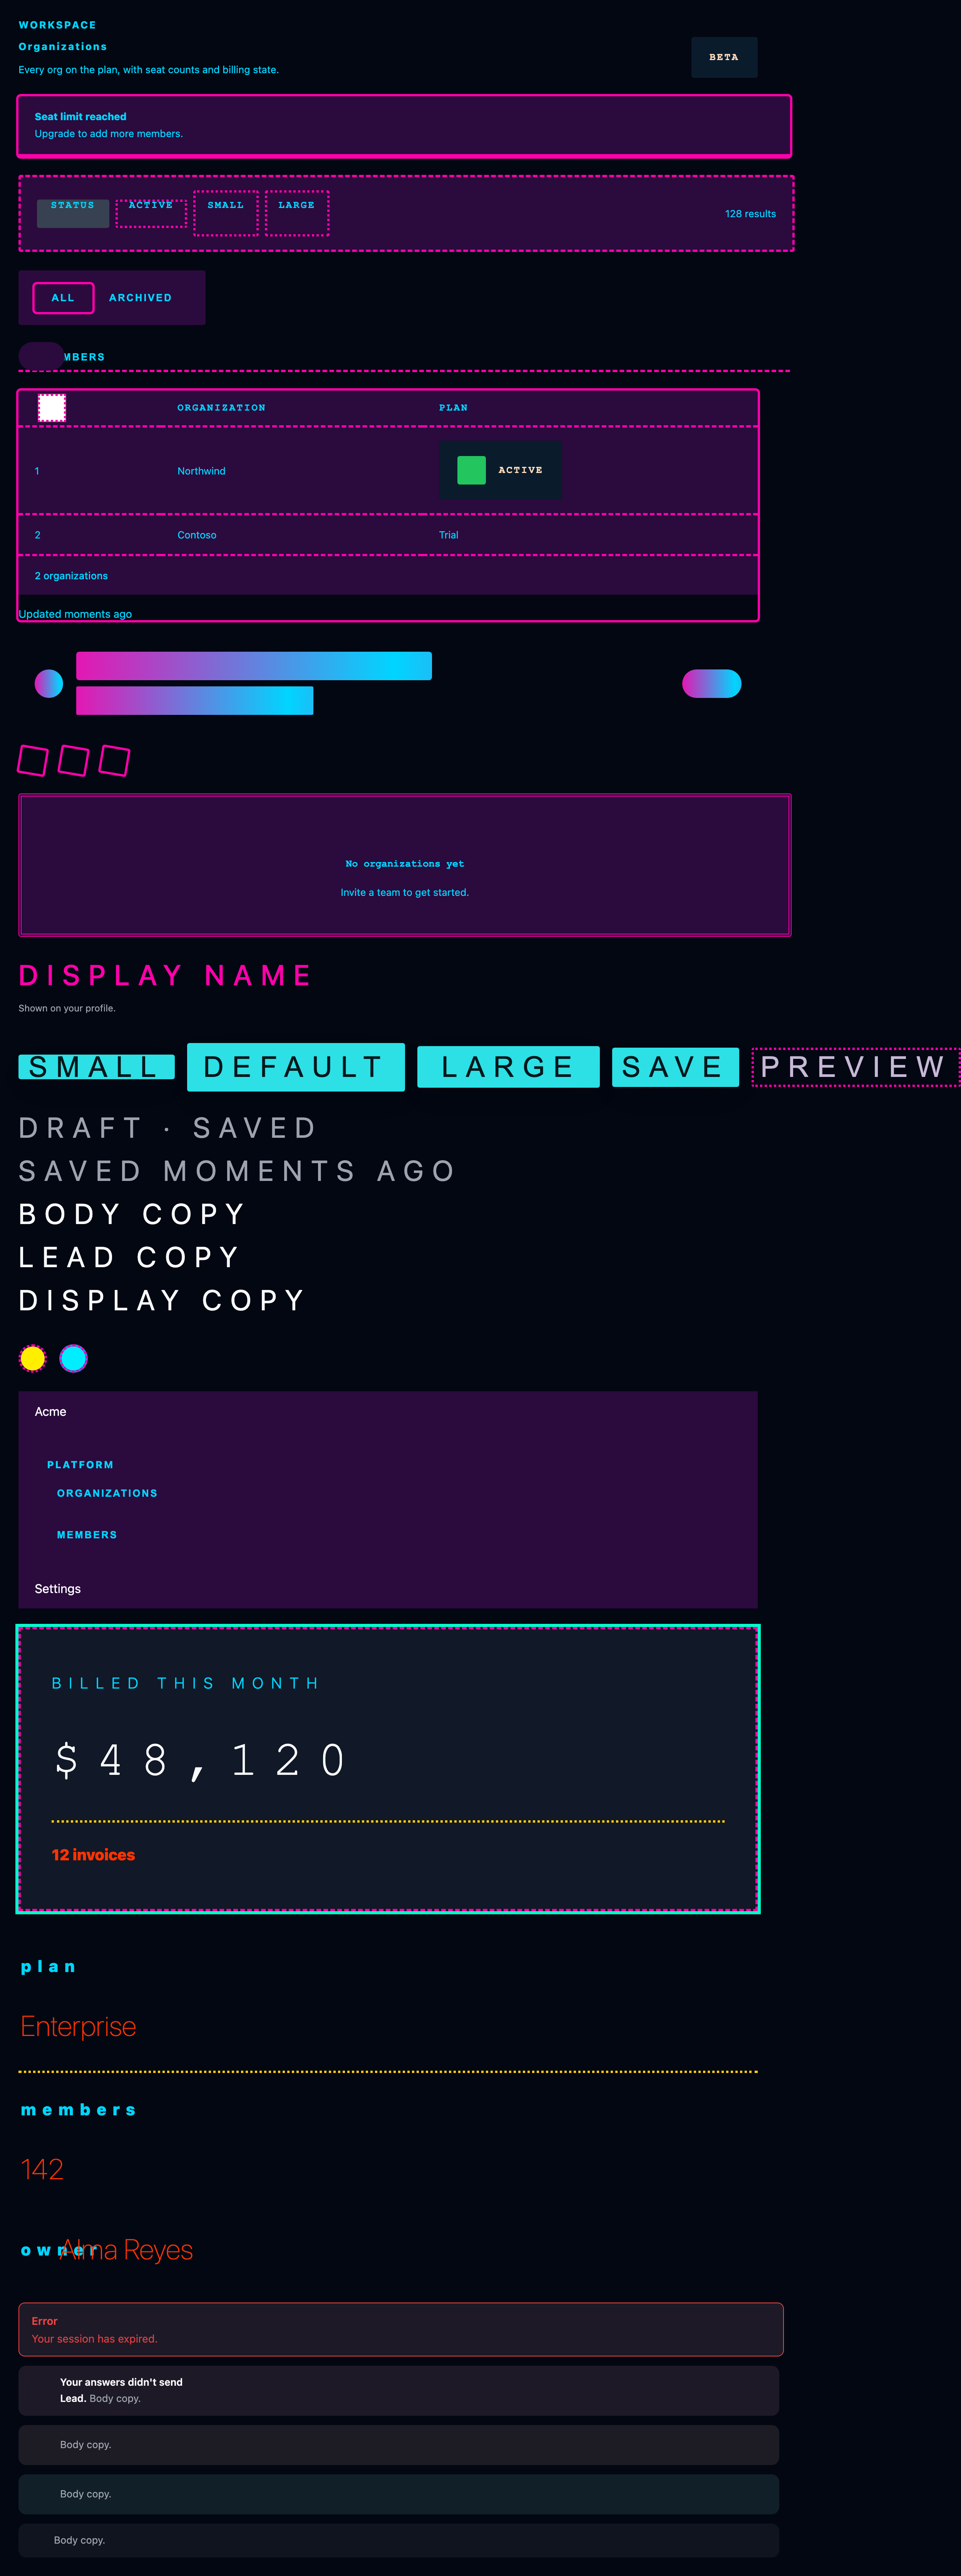 WORKSPACE
Organizations
Every org on the plan, with seat counts and billing state.
BETA
Seat limit reached
Upgrade to add more members.
STATUS ACTIVE SMALL LARGE
128 results
ALL ARCHIVED
MBERS
ORGANIZATION PLAN
1 Northwind ACTIVE
2 Contoso Trial
2 organizations
Updated moments ago
No organizations yet
Invite a team to get started.
DISPLAY NAME
Shown on your profile.
SMALL DEFAULT LARGE SAVE PREVIEW
DRAFT · SAVED
SAVED MOMENTS AGO
BODY COPY
LEAD COPY
DISPLAY COPY
Acme
PLATFORM
ORGANIZATIONS
MEMBERS
Settings
BILLED THIS MONTH
$48,120
12 invoices
plan
Enterprise
members
142
owner Alma Reyes
Error
Your session has expired.
Your answers didn't send
Lead. Body copy.
Body copy.
Body copy.
Body copy.